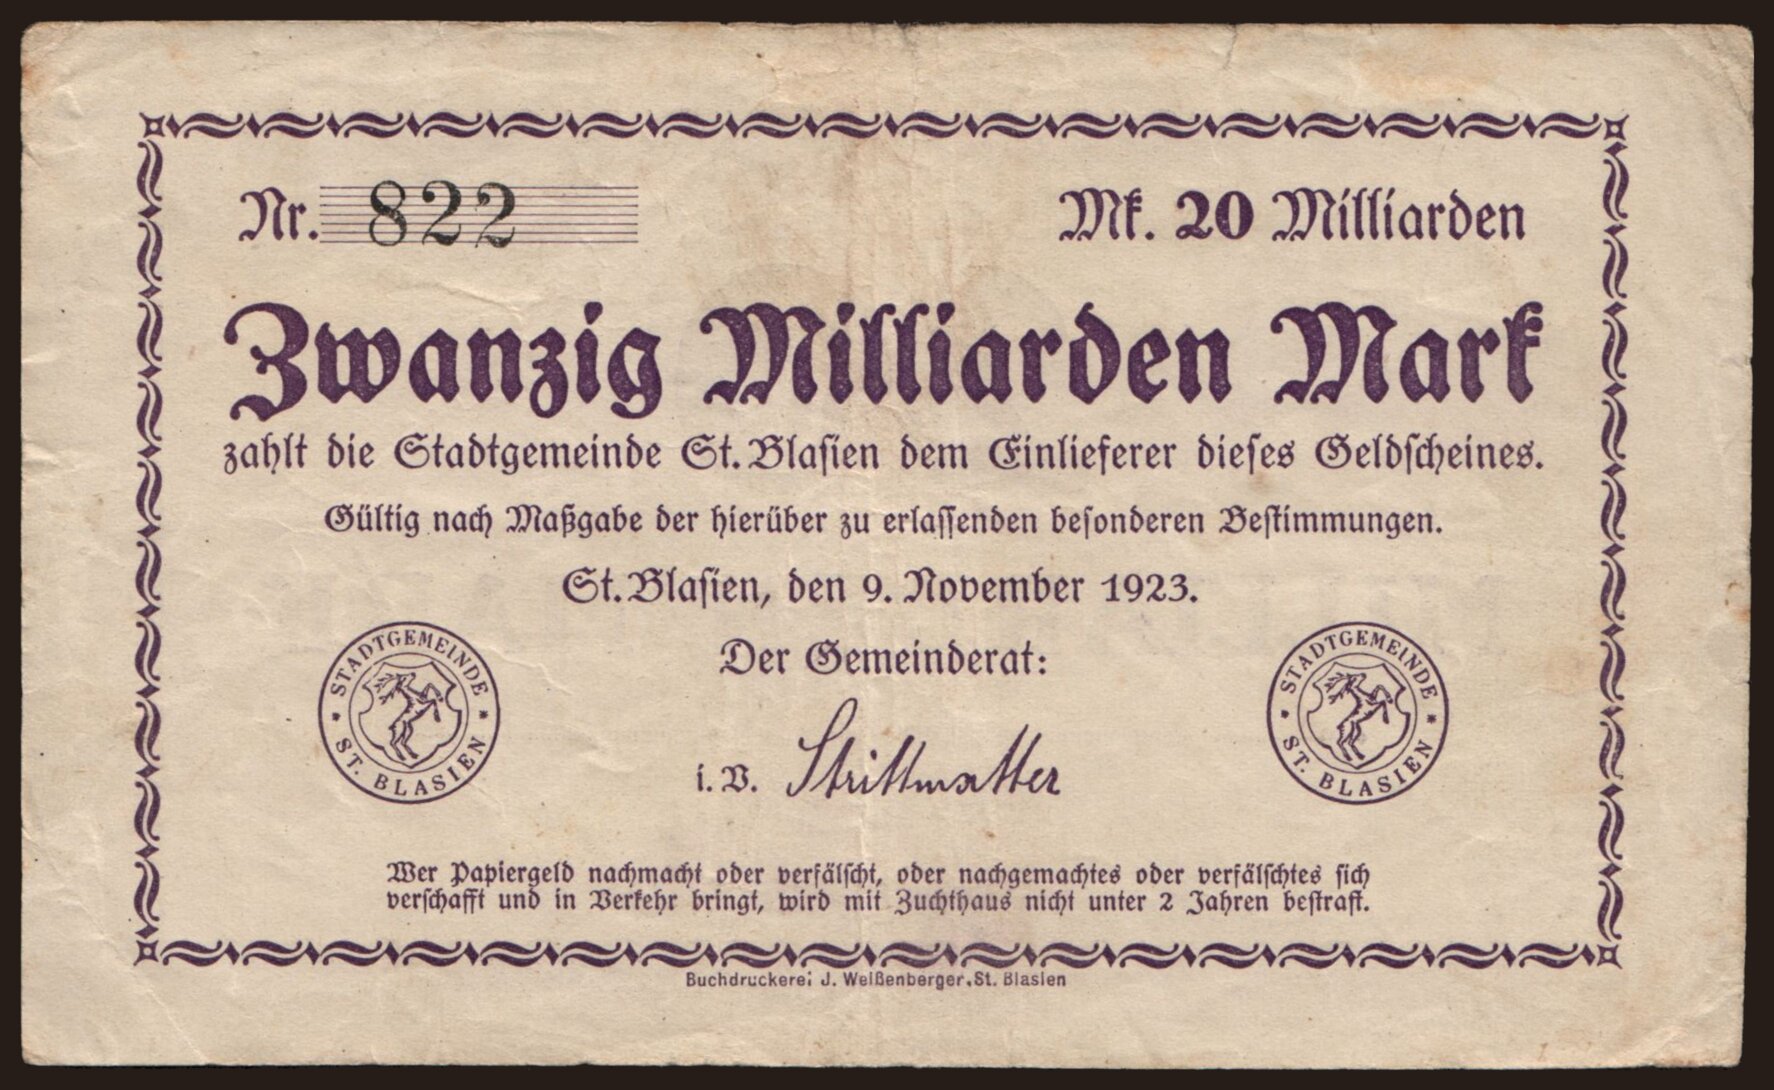 Nr. 822
Mk. 20 Milliarden
Zwanzig Milliarden Mark
zahlt die Stadtgemeinde St. Blasien dem Einlieferer dieses Geldscheines.
Gültig nach Maßgabe der hierüber zu erlassenden besonderen Bestimmungen.
St. Blasien, den 9. November 1923.
Der Gemeinderat:
STADTGEMEINDE * ST. BLASIEN *
STADTGEMEINDE * ST. BLASIEN *
i. V. Strittmatter
Wer Papiergeld nachmacht oder verfälscht, oder nachgemachtes oder verfälschtes sich
verschafft und in Verkehr bringt, wird mit Zuchthaus nicht unter 2 Jahren bestraft.
Buchdruckerei J. Weißenberger, St. Blasien